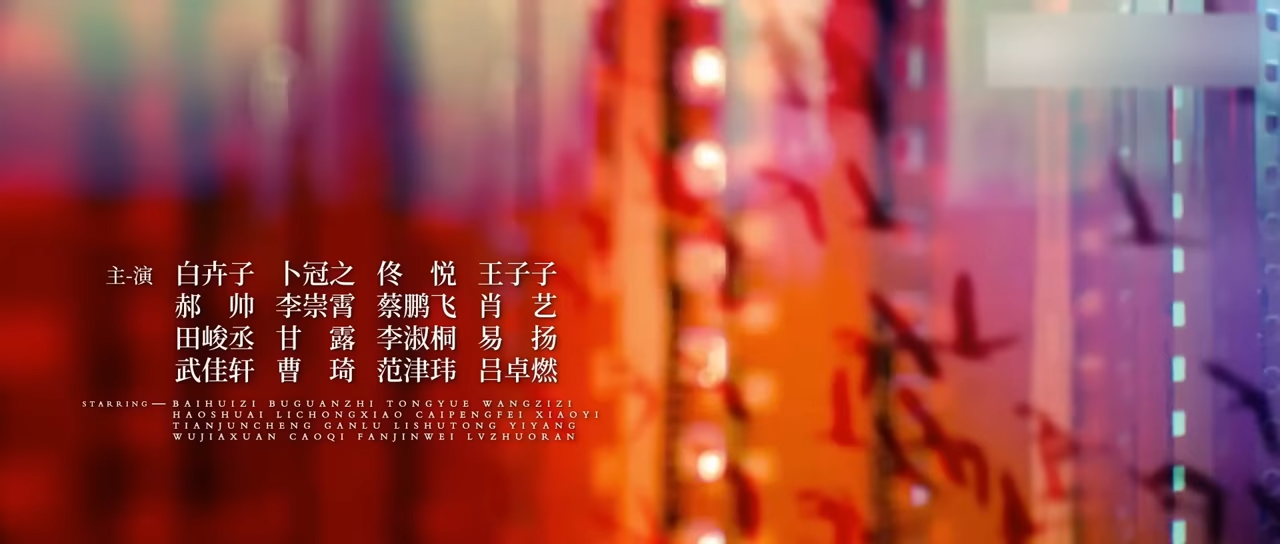 主-演 白卉子 卜冠之 佟 悦 王子子
郝 帅 李崇霄 蔡鹏飞 肖 艺
田峻丞 甘 露 李淑桐 易 扬
武佳轩 曹 琦 范津玮 吕卓燃
STARRING—BAIHUIZI BUGUANZHI TONGYUE WANGZIZI
HAOSHUAI LICHONGXIAO CAIPENGFEI XIAOYI
TIANJUNCHENG GANLU LISHUTONG YIYANG
WUJIAXUAN CAOQI FANJINWEI LVZHUORAN